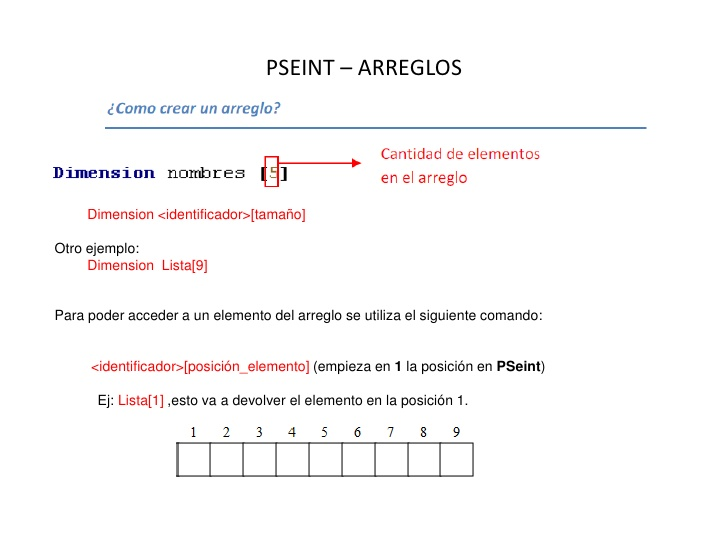 PSEINT – ARREGLOS
¿Como crear un arreglo?
Dimension nombres [5]
Cantidad de elementos
en el arreglo
Dimension <identificador>[tamaño]
Otro ejemplo:
Dimension Lista[9]
Para poder acceder a un elemento del arreglo se utiliza el siguiente comando:
<identificador>[posición_elemento] (empieza en 1 la posición en PSeint)
Ej: Lista[1] ,esto va a devolver el elemento en la posición 1.
1 2 3 4 5 6 7 8 9